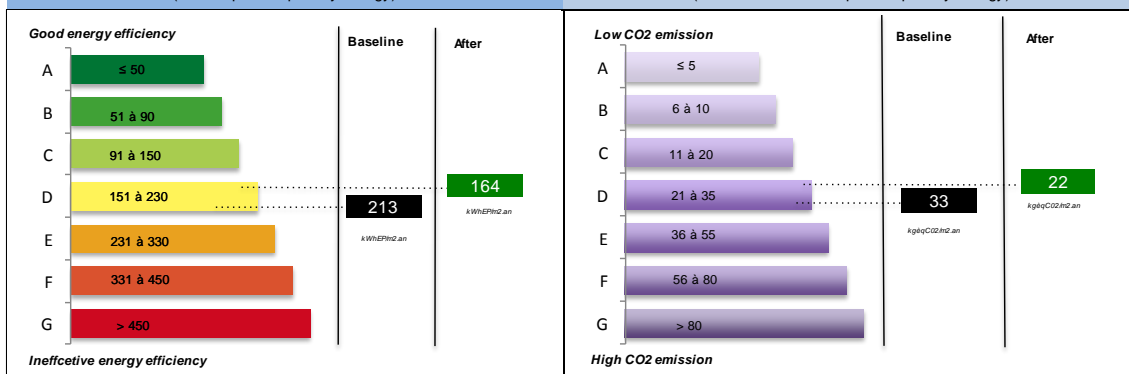 Good energy efficiency
Baseline
After
A
≤ 50
B
51 à 90
C
91 à 150
D
151 à 230
164
kWhEP/m2.an
213
kWhEP/m2.an
E
231 à 330
F
331 à 450
G
> 450
Ineffcetive energy efficiency
Low CO2 emission
Baseline
After
A
≤ 5
B
6 à 10
C
11 à 20
D
21 à 35
22
kgéqC02/m2.an
33
kgéqC02/m2.an
E
36 à 55
F
56 à 80
G
> 80
High CO2 emission